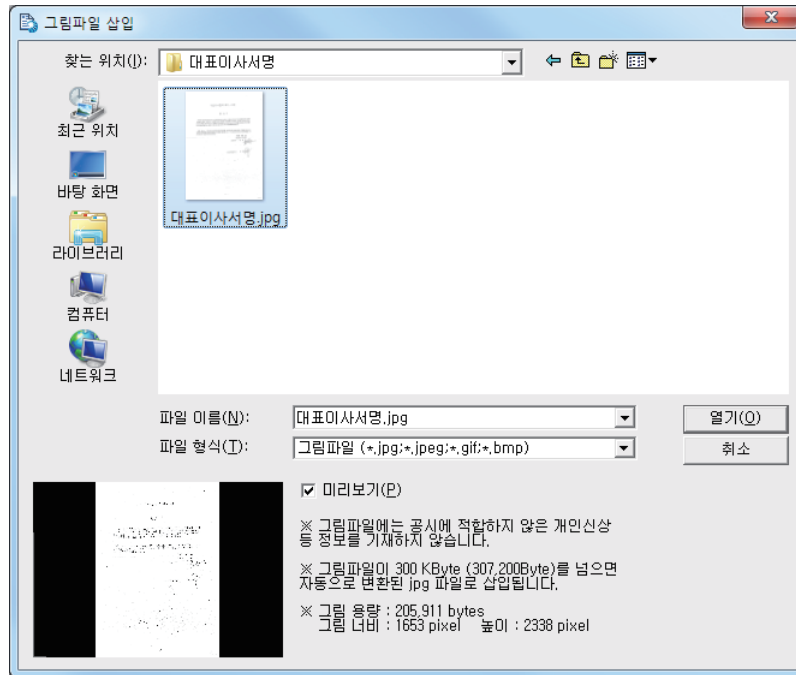 그림파일 삽입
찾는 위치(I):
대표이사서명
최근 위치
바탕 화면
라이브러리
컴퓨터
네트워크
대표이사서명.jpg
파일 이름(N):
대표이사서명.jpg
열기(O)
파일 형식(T):
그림파일 (*.jpg;*.jpeg;*.gif;*.bmp)
취소
미리보기(P)
※ 그림파일에는 공시에 적합하지 않은 개인신상
등 정보를 기재하지 않습니다.
※ 그림파일이 300 KByte (307,200Byte)를 넘으면
자동으로 변환된 jpg 파일로 삽입됩니다.
※ 그림 용량 : 205,911 bytes
그림 너비 : 1653 pixel 높이 : 2338 pixel